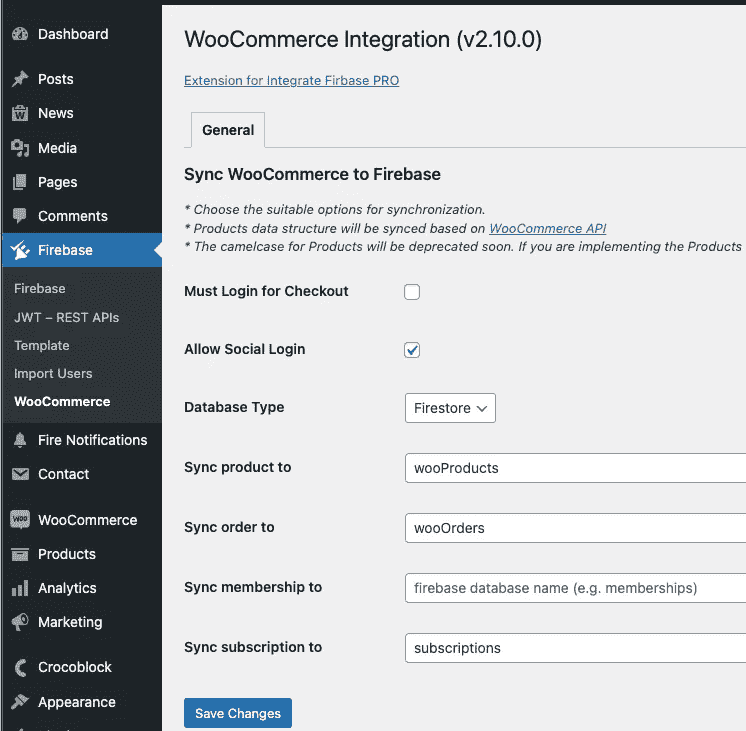 Dashboard
Posts
News
Media
Pages
Comments
Firebase
Firebase
JWT – REST APIs
Template
Import Users
WooCommerce
Fire Notifications
Contact
WooCommerce
Products
Analytics
Marketing
Crocoblock
Appearance
WooCommerce Integration (v2.10.0)
Extension for Integrate Firbase PRO
General
Sync WooCommerce to Firebase
* Choose the suitable options for synchronization.
* Products data structure will be synced based on WooCommerce API
* The camelcase for Products will be deprecated soon. If you are implementing the Products
Must Login for Checkout
Allow Social Login
Database Type
Firestore
Sync product to
wooProducts
Sync order to
wooOrders
Sync membership to
firebase database name (e.g. memberships)
Sync subscription to
subscriptions
Save Changes